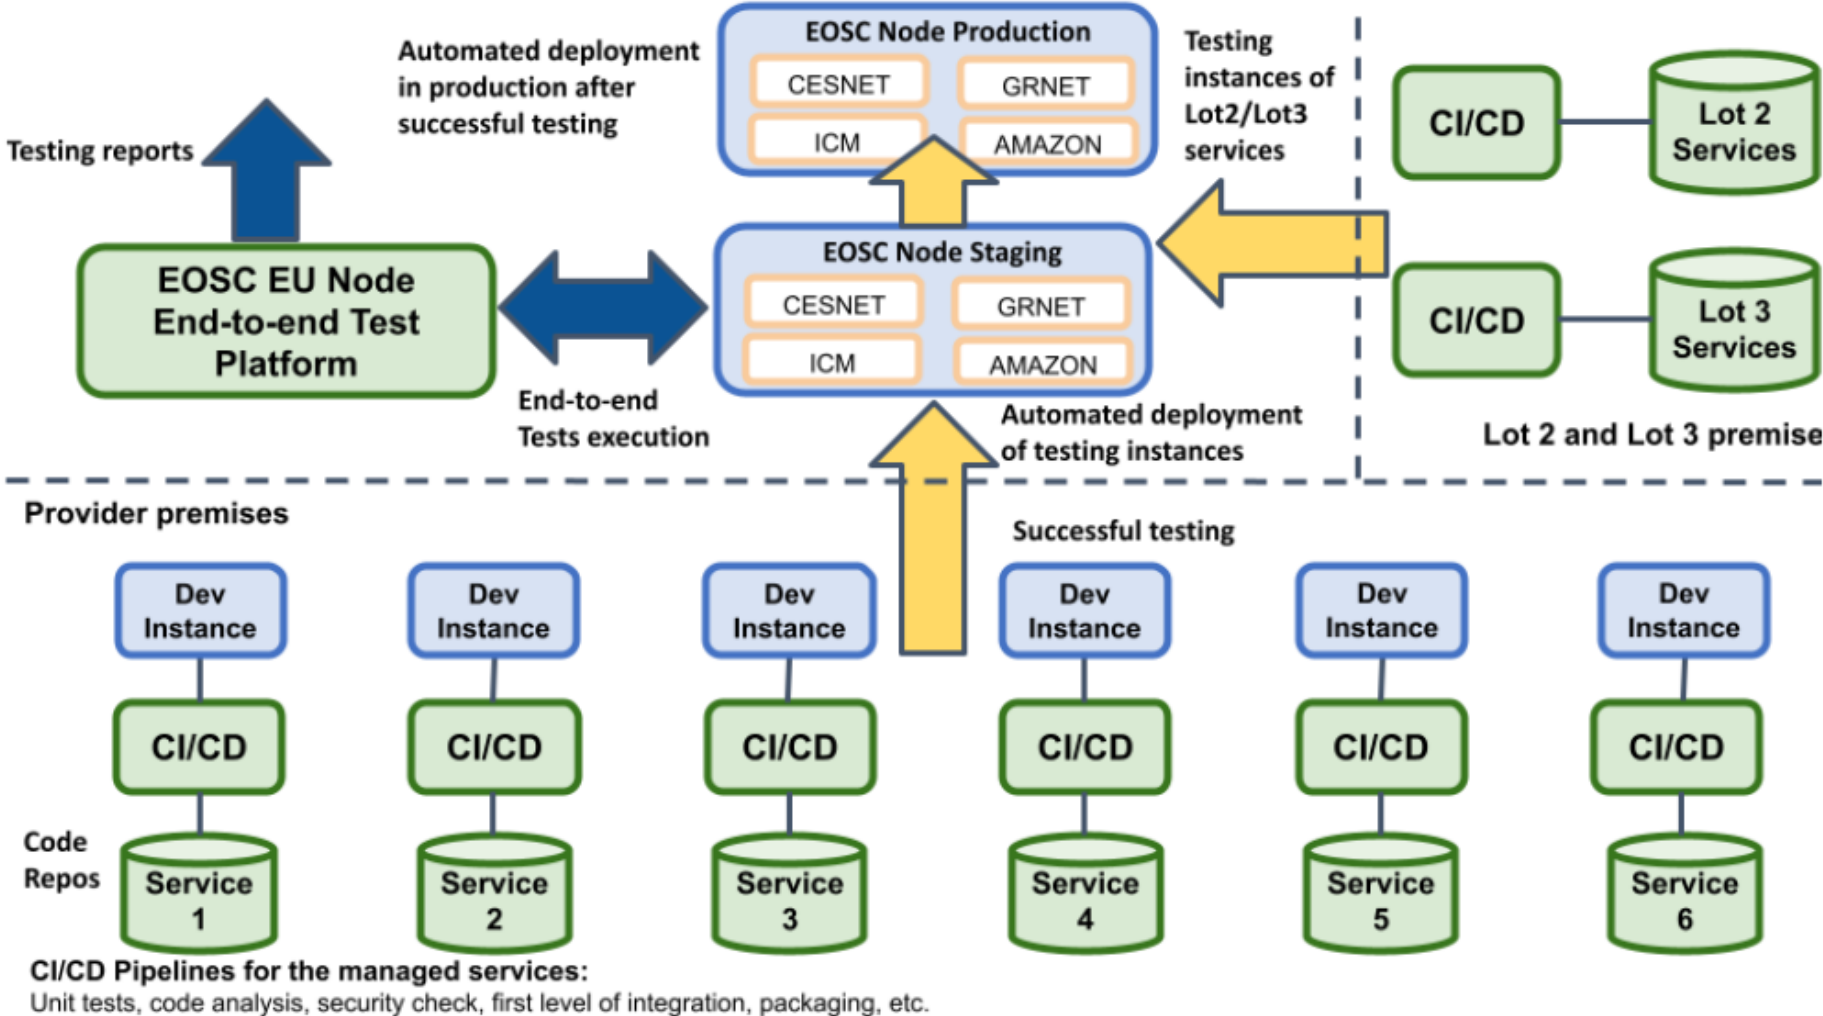 EOSC Node Production
CESNET
GRNET
ICM
AMAZON
Automated deployment
in production after
successful testing
Testing
instances of
Lot2/Lot3
services
CI/CD
Lot 2
Services
Testing reports
EOSC EU Node
End-to-end Test
Platform
EOSC Node Staging
CESNET
GRNET
ICM
AMAZON
CI/CD
Lot 3
Services
End-to-end
Tests execution
Automated deployment
of testing instances
Lot 2 and Lot 3 premise
Provider premises
Successful testing
Dev
Instance
Dev
Instance
Dev
Instance
Dev
Instance
Dev
Instance
Dev
Instance
CI/CD
CI/CD
CI/CD
CI/CD
CI/CD
CI/CD
Code
Repos
Service
1
Service
2
Service
3
Service
4
Service
5
Service
6
CI/CD Pipelines for the managed services:
Unit tests, code analysis, security check, first level of integration, packaging, etc.